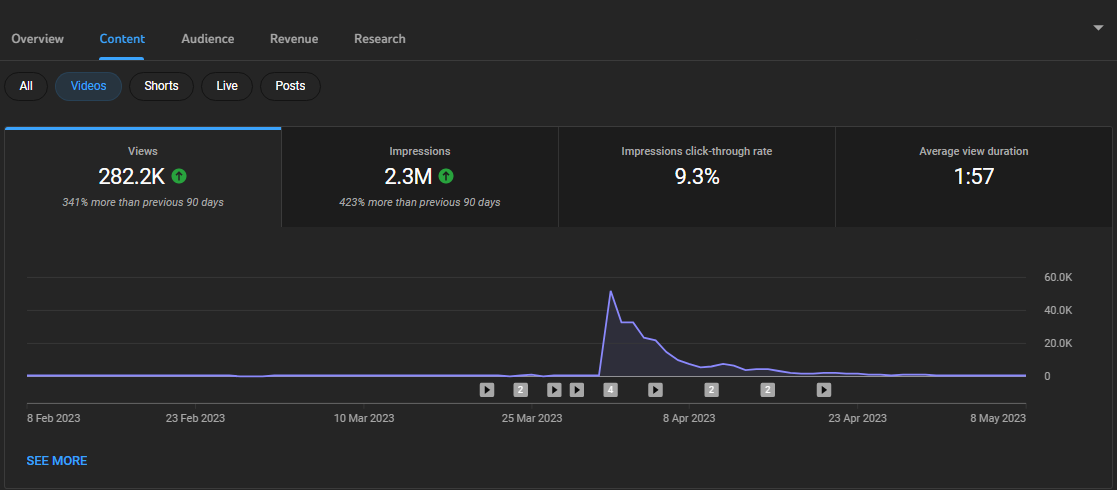 Overview Content Audience Revenue Research
All Videos Shorts Live Posts
Views
282.2K
341% more than previous 90 days
Impressions
2.3M
423% more than previous 90 days
Impressions click-through rate
9.3%
Average view duration
1:57
60.0K
40.0K
20.0K
0
2 4 2 2
8 Feb 2023 23 Feb 2023 10 Mar 2023 25 Mar 2023 8 Apr 2023 23 Apr 2023 8 May 2023
SEE MORE